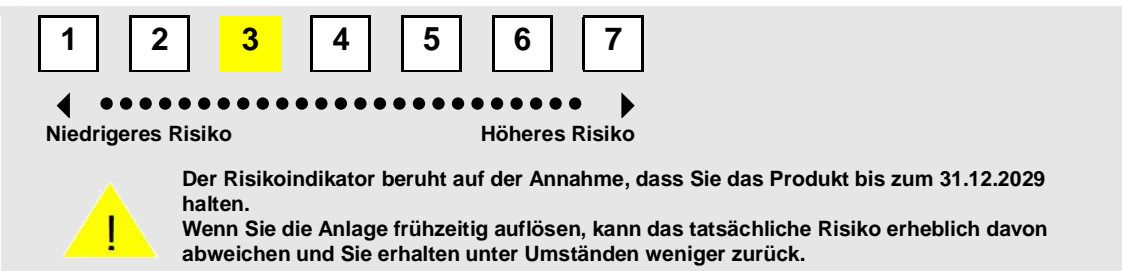 1 2 3 4 5 6 7
Niedrigeres Risiko Höheres Risiko
Der Risikoindikator beruht auf der Annahme, dass Sie das Produkt bis zum 31.12.2029
halten.
Wenn Sie die Anlage frühzeitig auflösen, kann das tatsächliche Risiko erheblich davon
abweichen und Sie erhalten unter Umständen weniger zurück.
!